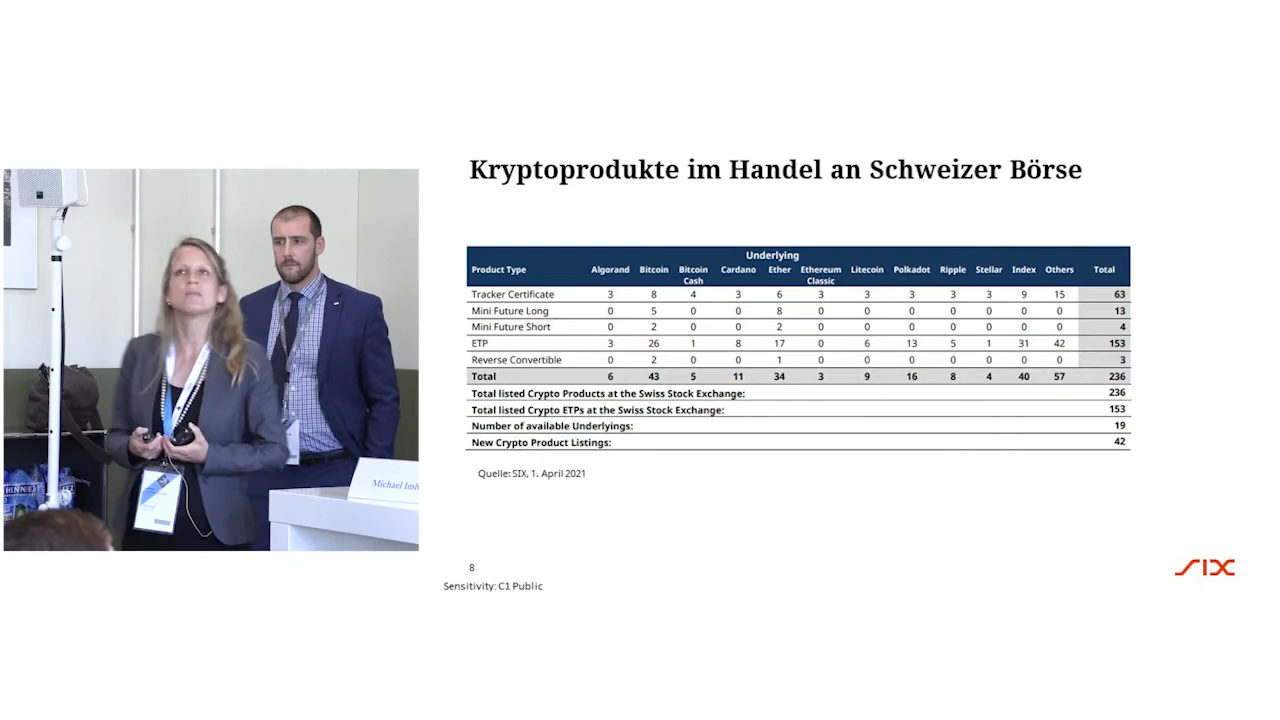 Kryptoprodukte im Handel an Schweizer Börse
Underlying
Product Type Algorand Bitcoin Bitcoin Cash Cardano Ether Ethereum Classic Litecoin Polkadot Ripple Stellar Index Others Total
Tracker Certificate 3 8 4 3 6 3 3 3 3 3 9 15 63
Mini Future Long 0 5 0 0 8 0 0 0 0 0 0 0 13
Mini Future Short 0 2 0 0 2 0 0 0 0 0 0 0 4
ETP 3 26 1 8 17 0 6 13 5 1 31 42 153
Reverse Convertible 0 2 0 0 1 0 0 0 0 0 0 0 3
Total 6 43 5 11 34 3 9 16 8 4 40 57 236
Total listed Crypto Products at the Swiss Stock Exchange: 236
Total listed Crypto ETPs at the Swiss Stock Exchange: 153
Number of available Underlyings: 19
New Crypto Product Listings: 42
Quelle: SIX, 1. April 2021
8
Sensitivity: C1 Public
SIX
Michael Imh
HENNIEZ